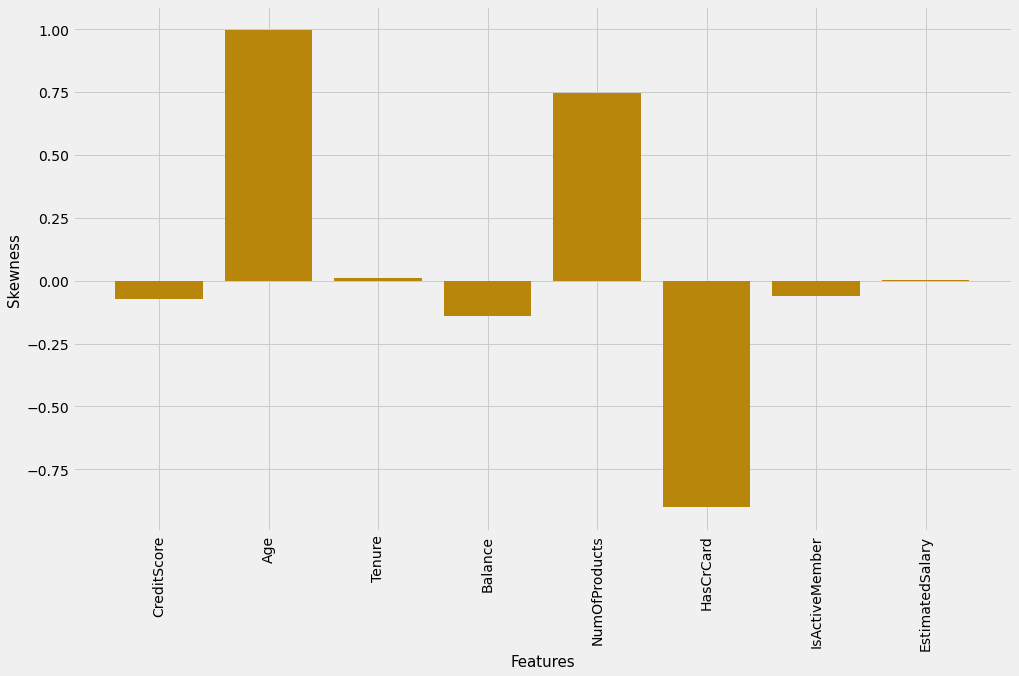 1.00
0.75
0.50
0.25
0.00
−0.25
−0.50
−0.75
Skewness
CreditScore
Age
Tenure
Balance
NumOfProducts
HasCrCard
IsActiveMember
EstimatedSalary
Features